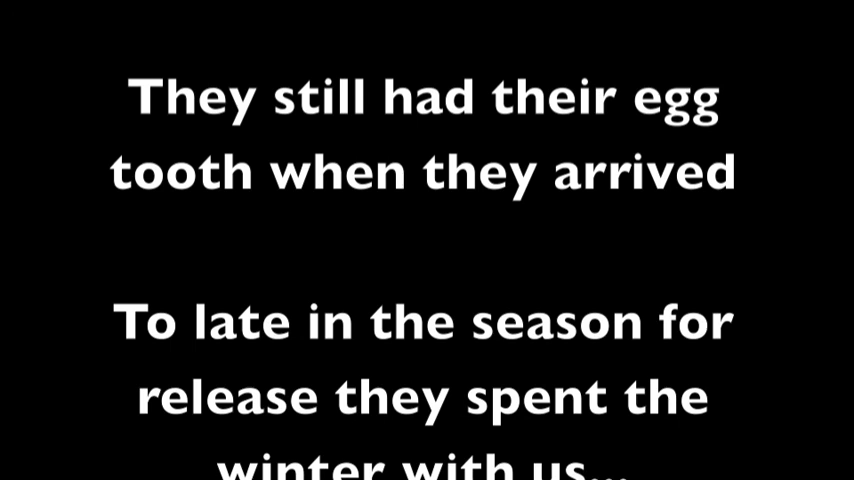 They still had their egg
tooth when they arrived
To late in the season for
release they spent the
winter with us...